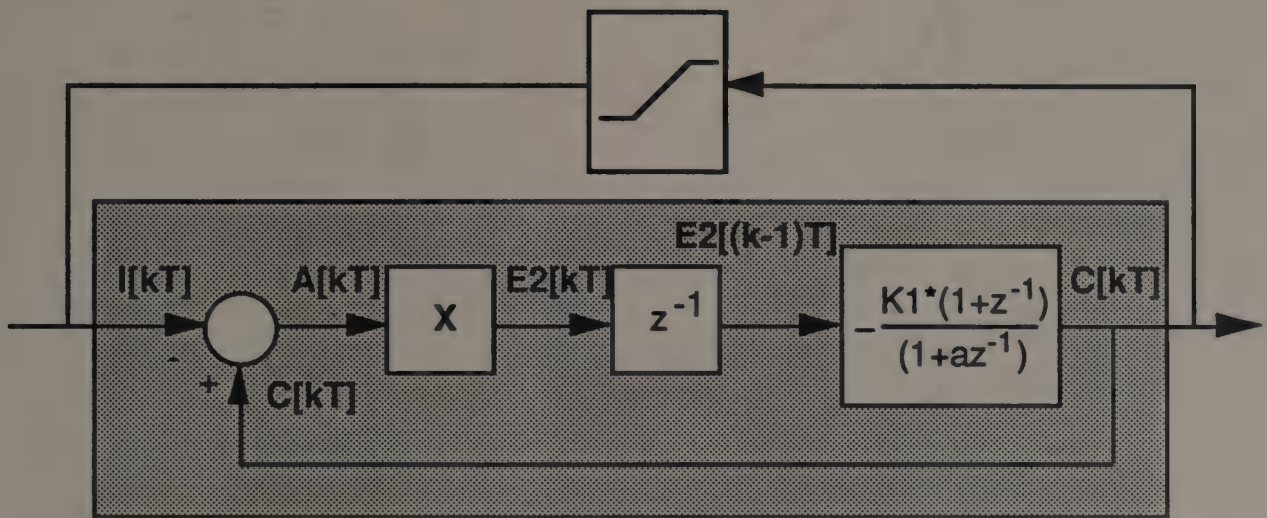 E2[(k-1)T]
I[kT]
A[kT]
X
E2[kT]
z⁻¹
- K1*(1+z⁻¹)
(1+az⁻¹)
C[kT]
-
+
C[kT]